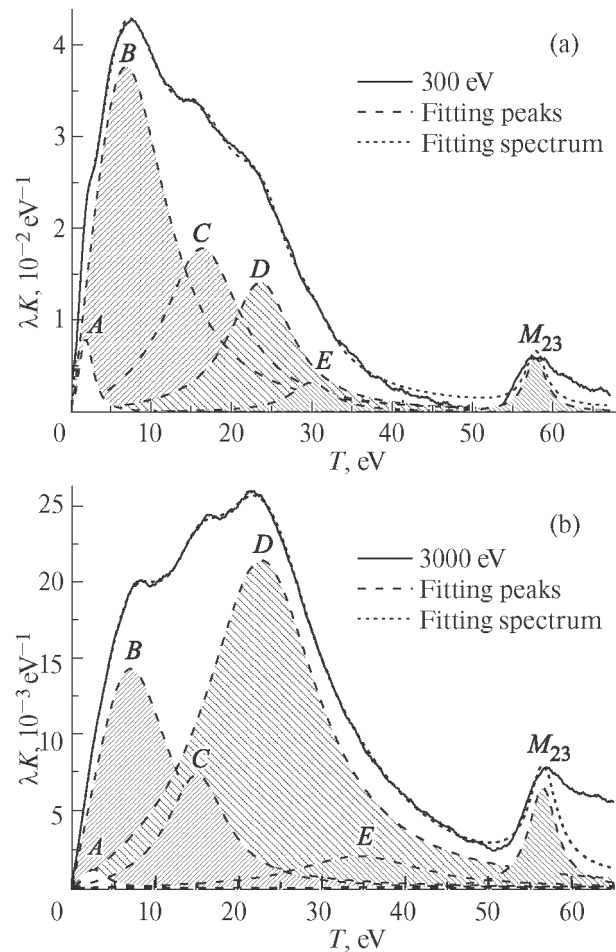 (a)
4
B
300 eV
Fitting peaks
Fitting spectrum
3
λK, 10⁻² eV⁻¹
2
C
D
1
A
E
M₂₃
0 10 20 30 40 50 60
T, eV
(b)
25
D
3000 eV
Fitting peaks
Fitting spectrum
20
λK, 10⁻³ eV⁻¹
15
B
10
C
M₂₃
5
A
E
0 10 20 30 40 50 60
T, eV